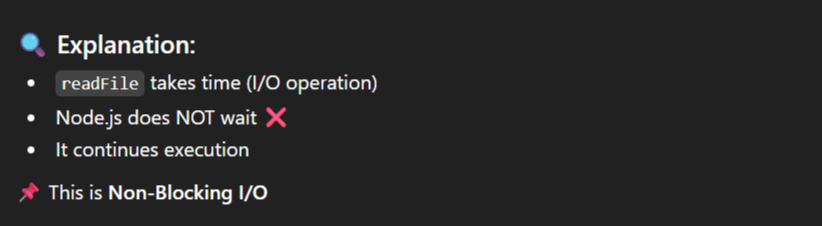 🔍 Explanation:
• readFile takes time (I/O operation)
• Node.js does NOT wait ❌
• It continues execution
📌 This is Non-Blocking I/O